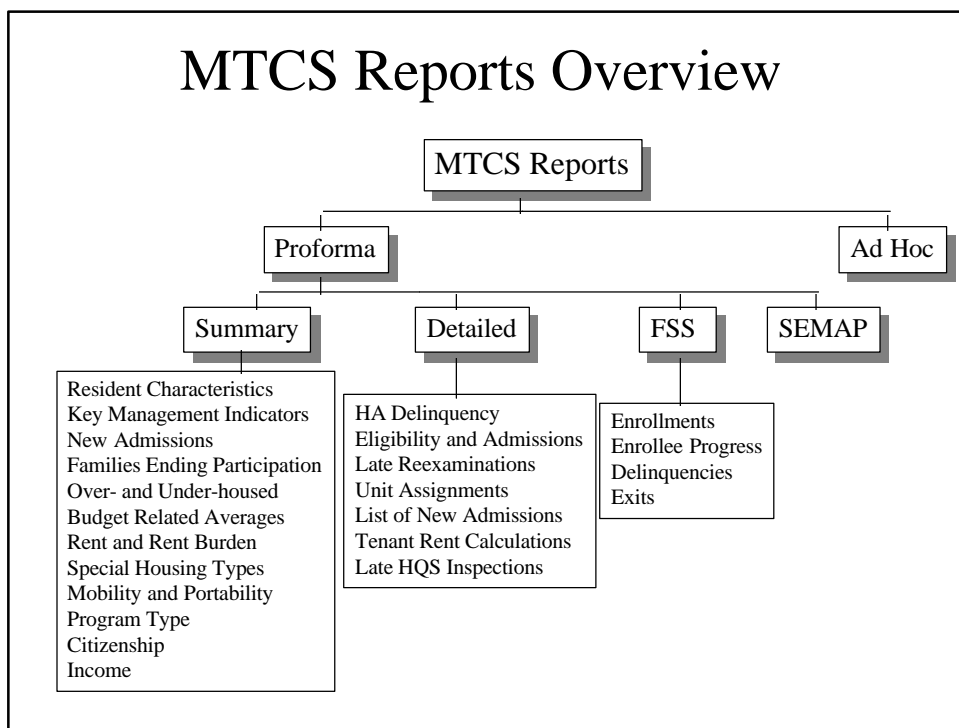 MTCS Reports Overview
MTCS Reports
Proforma
Ad Hoc
Summary
Detailed
FSS
SEMAP
Resident Characteristics
Key Management Indicators
New Admissions
Families Ending Participation
Over- and Under-housed
Budget Related Averages
Rent and Rent Burden
Special Housing Types
Mobility and Portability
Program Type
Citizenship
Income
HA Delinquency
Eligibility and Admissions
Late Reexaminations
Unit Assignments
List of New Admissions
Tenant Rent Calculations
Late HQS Inspections
Enrollments
Enrollee Progress
Delinquencies
Exits